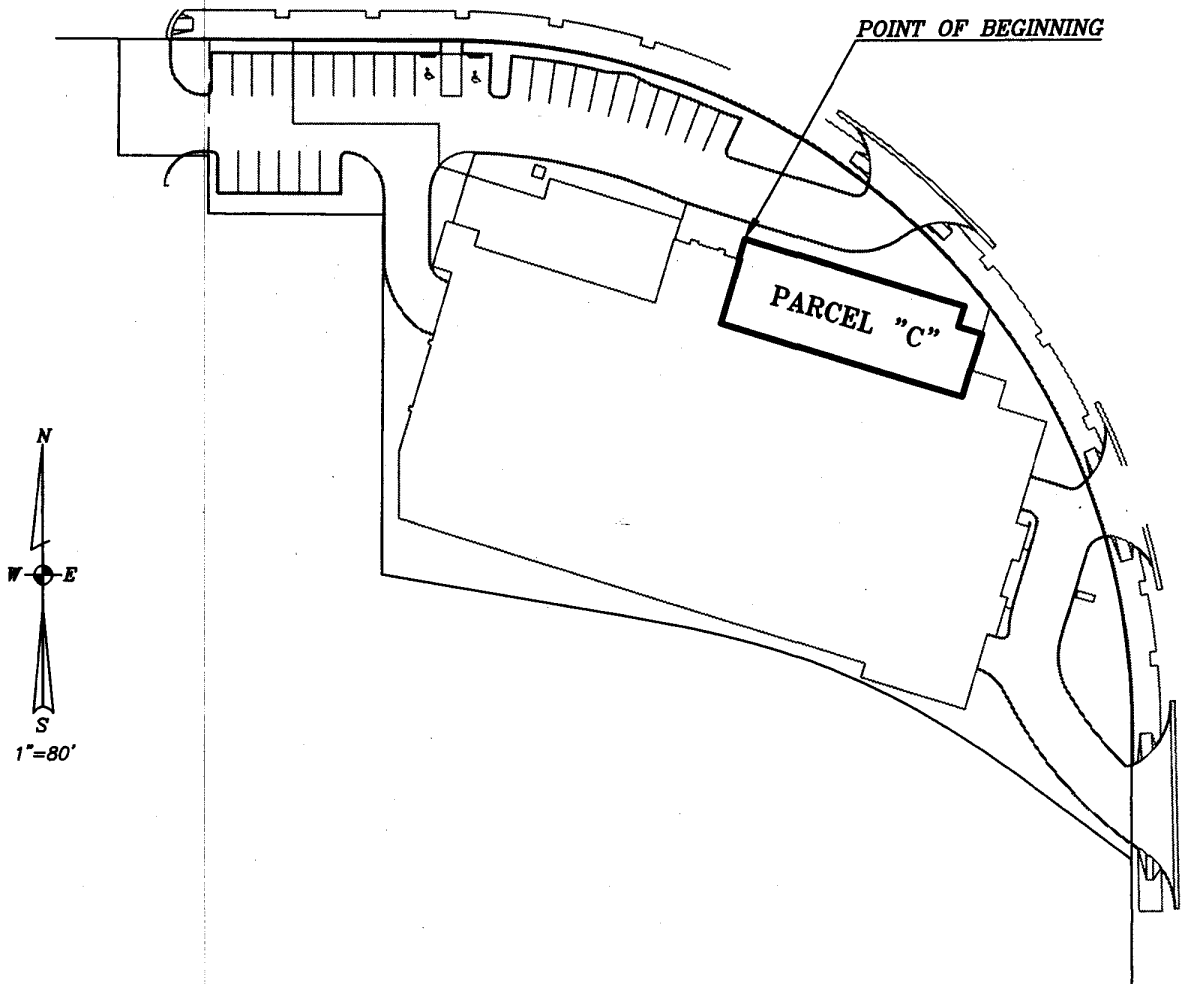 POINT OF BEGINNING
PARCEL "C"
N
W E
S
1"=80'